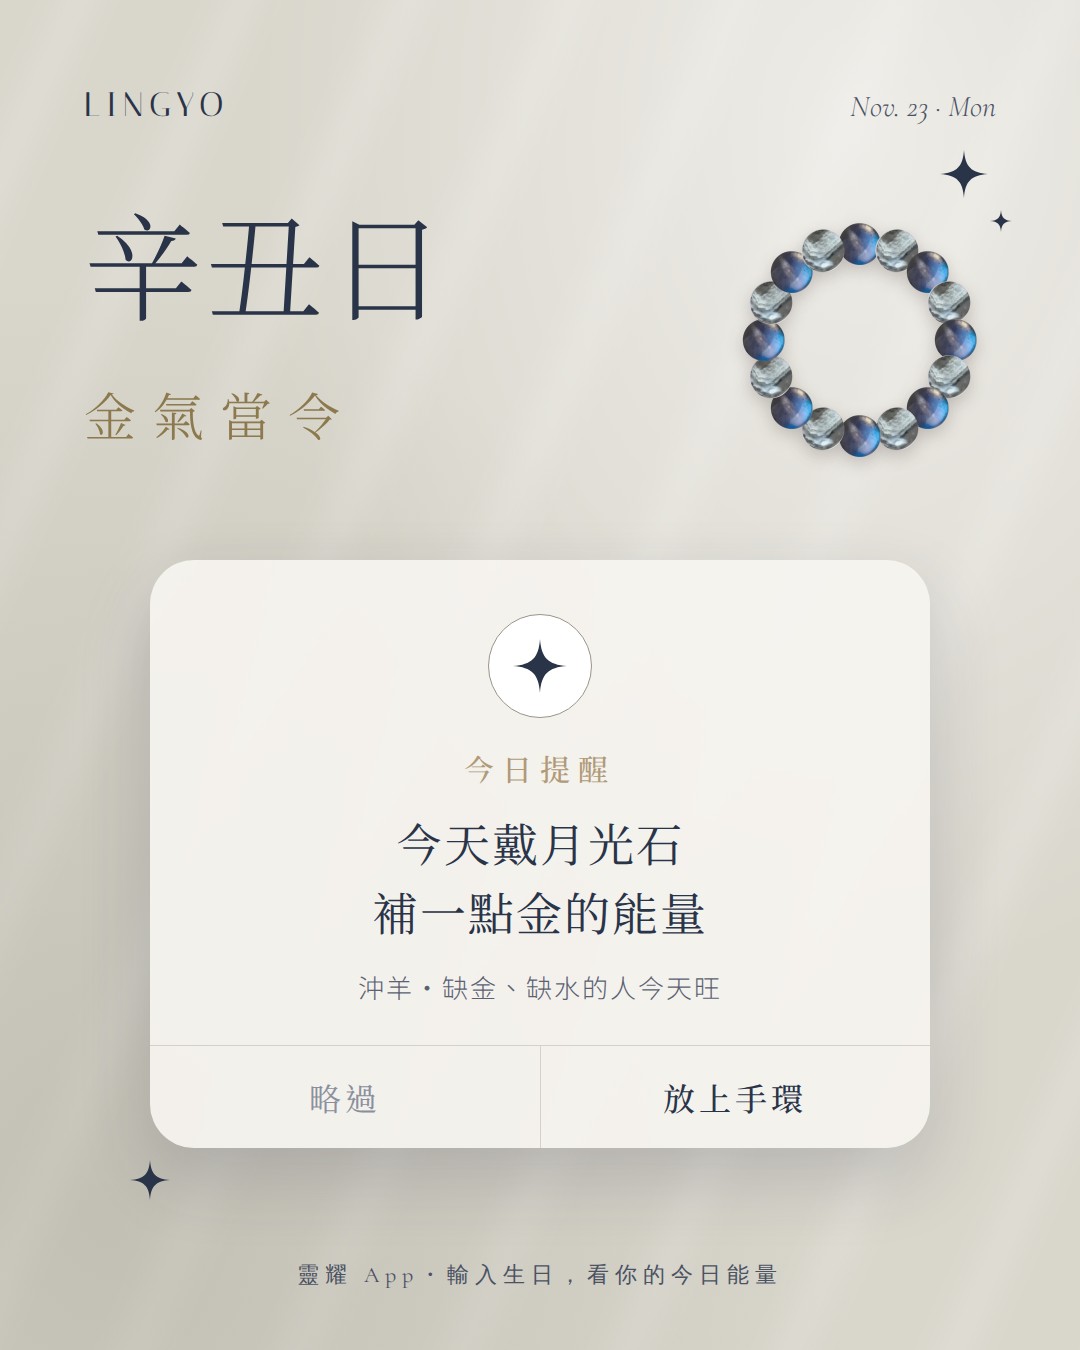 LINGYO
Nov. 23 · Mon
辛丑日
金氣當令
今日提醒
今天戴月光石
補一點金的能量
沖羊・缺金、缺水的人今天旺
略過
放上手環
靈耀 App・輸入生日，看你的今日能量